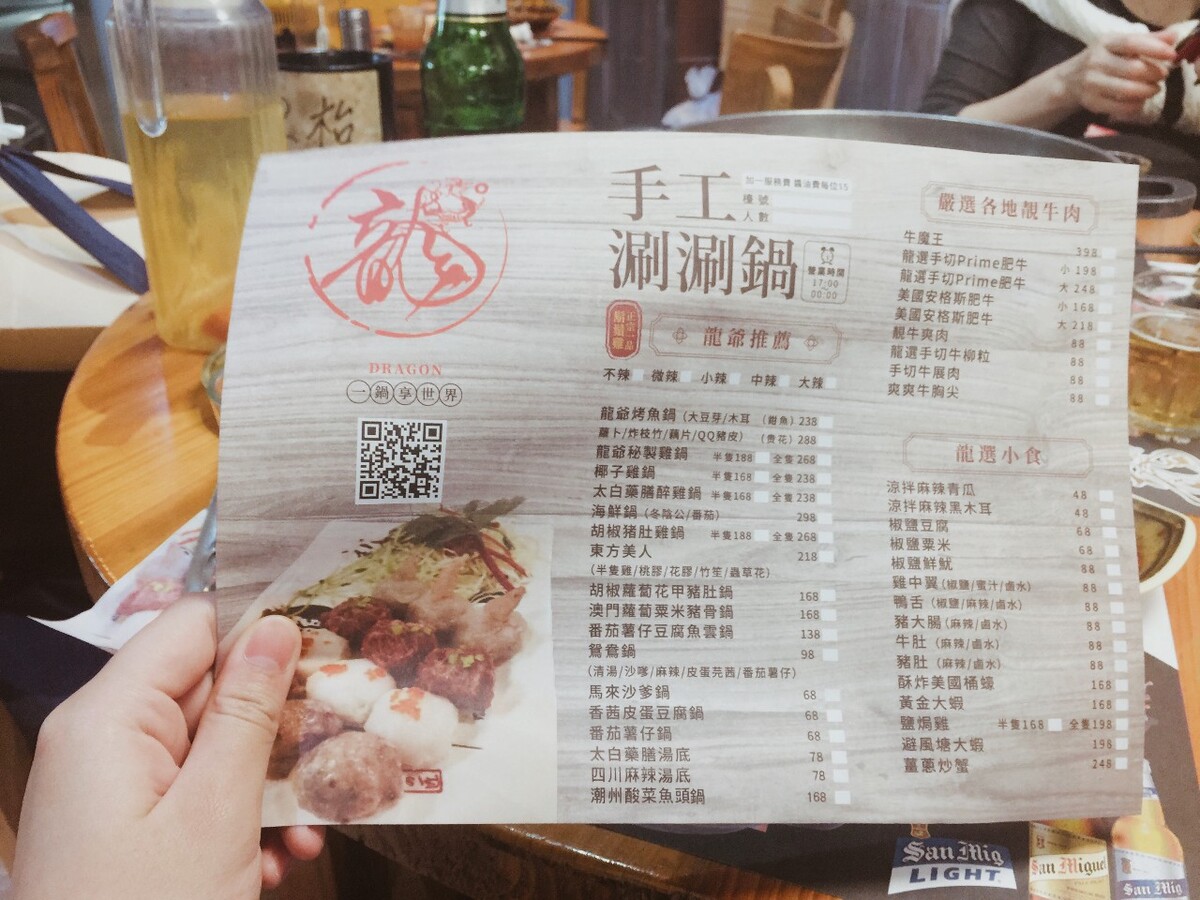 龍
DRAGON
一鍋享世界
手工
涮涮鍋
加一服務費 醬油費每位15
檯號
人數
營業時間
17:00
00:00
正宗一品
龍爺推薦
不辣 微辣 小辣 中辣 大辣
龍爺烤魚鍋(大豆芽/木耳 (鯇魚) 238
蘿卜/炸枝竹/藕片/QQ豬皮) (貴花) 288
龍爺秘製雞鍋 半隻188 全隻268
椰子雞鍋 半隻168 全隻238
太白藥膳醉雞鍋 半隻168 全隻238
海鮮鍋(冬陰公/番茄) 298
胡椒猪肚雞鍋 半隻188 全隻268
東方美人 218
(半隻雞/桃膠/花膠/竹笙/蟲草花)
胡椒蘿蔔花甲豬肚鍋 168
澳門蘿蔔粟米豬骨鍋 168
番茄薯仔豆腐魚雲鍋 138
鴛鴦鍋 98
(清湯/沙嗲/麻辣/皮蛋芫茜/番茄薯仔)
馬來沙爹鍋 68
香茜皮蛋豆腐鍋 68
番茄薯仔鍋 68
太白藥膳湯底 78
四川麻辣湯底 78
潮州酸菜魚頭鍋 168
嚴選各地靚牛肉
牛魔王 398
龍選手切Prime肥牛 小 198
龍選手切Prime肥牛 大 248
美國安格斯肥牛 小 168
美國安格斯肥牛 大 218
靚牛爽肉 88
龍選手切牛柳粒 88
手切牛展肉 88
爽爽牛胸尖 88
龍選小食
涼拌麻辣青瓜 48
涼拌麻辣黑木耳 48
椒鹽豆腐 68
椒鹽粟米 68
椒鹽鮮魷 88
雞中翼(椒鹽/蜜汁/鹵水) 88
鴨舌(椒鹽/麻辣/鹵水) 88
豬大腸(麻辣/鹵水) 88
牛肚(麻辣/鹵水) 88
豬肚(麻辣/鹵水) 88
酥炸美國桶蠔 168
黃金大蝦 168
鹽焗雞 半隻168 全隻198
避風塘大蝦 198
薑蔥炒蟹 248
San Mig
LIGHT
San Miguel
San Mig